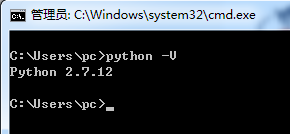 管理员: C:\Windows\system32\cmd.exe
C:\Users\pc>python -V
Python 2.7.12
C:\Users\pc>_